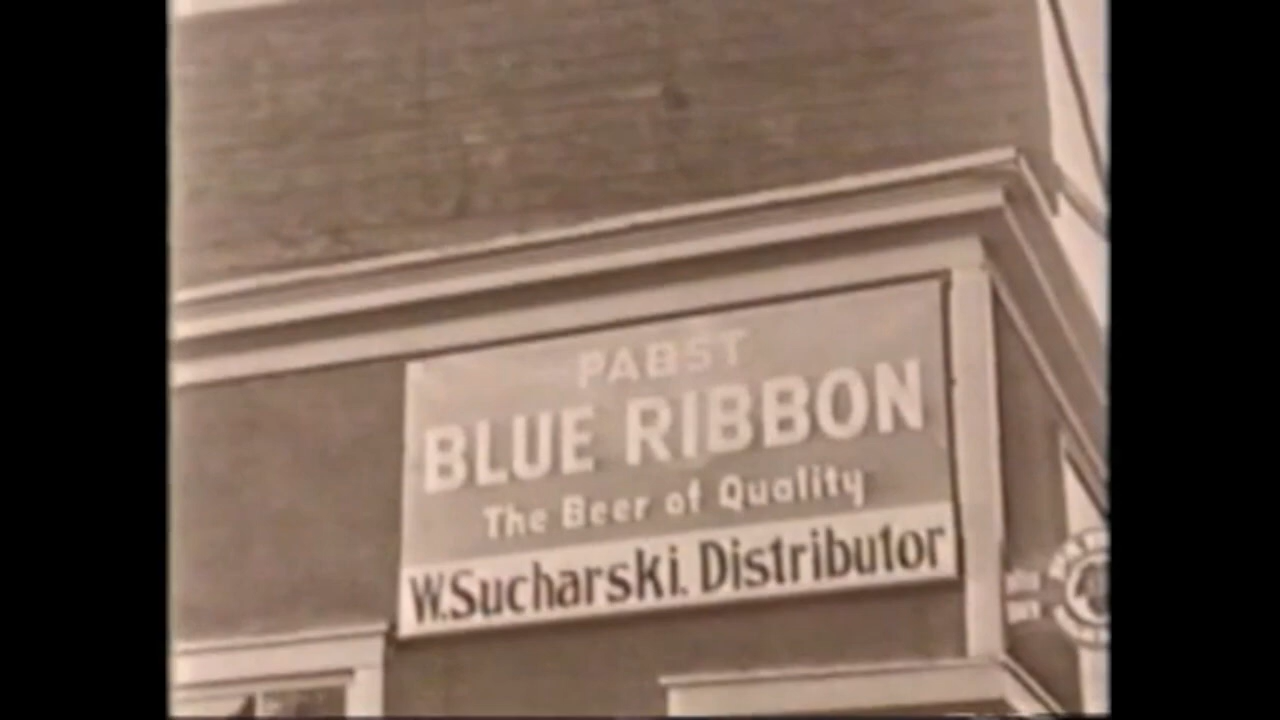 PABST
BLUE RIBBON
The Beer of Quality
W.Sucharski. Distributor